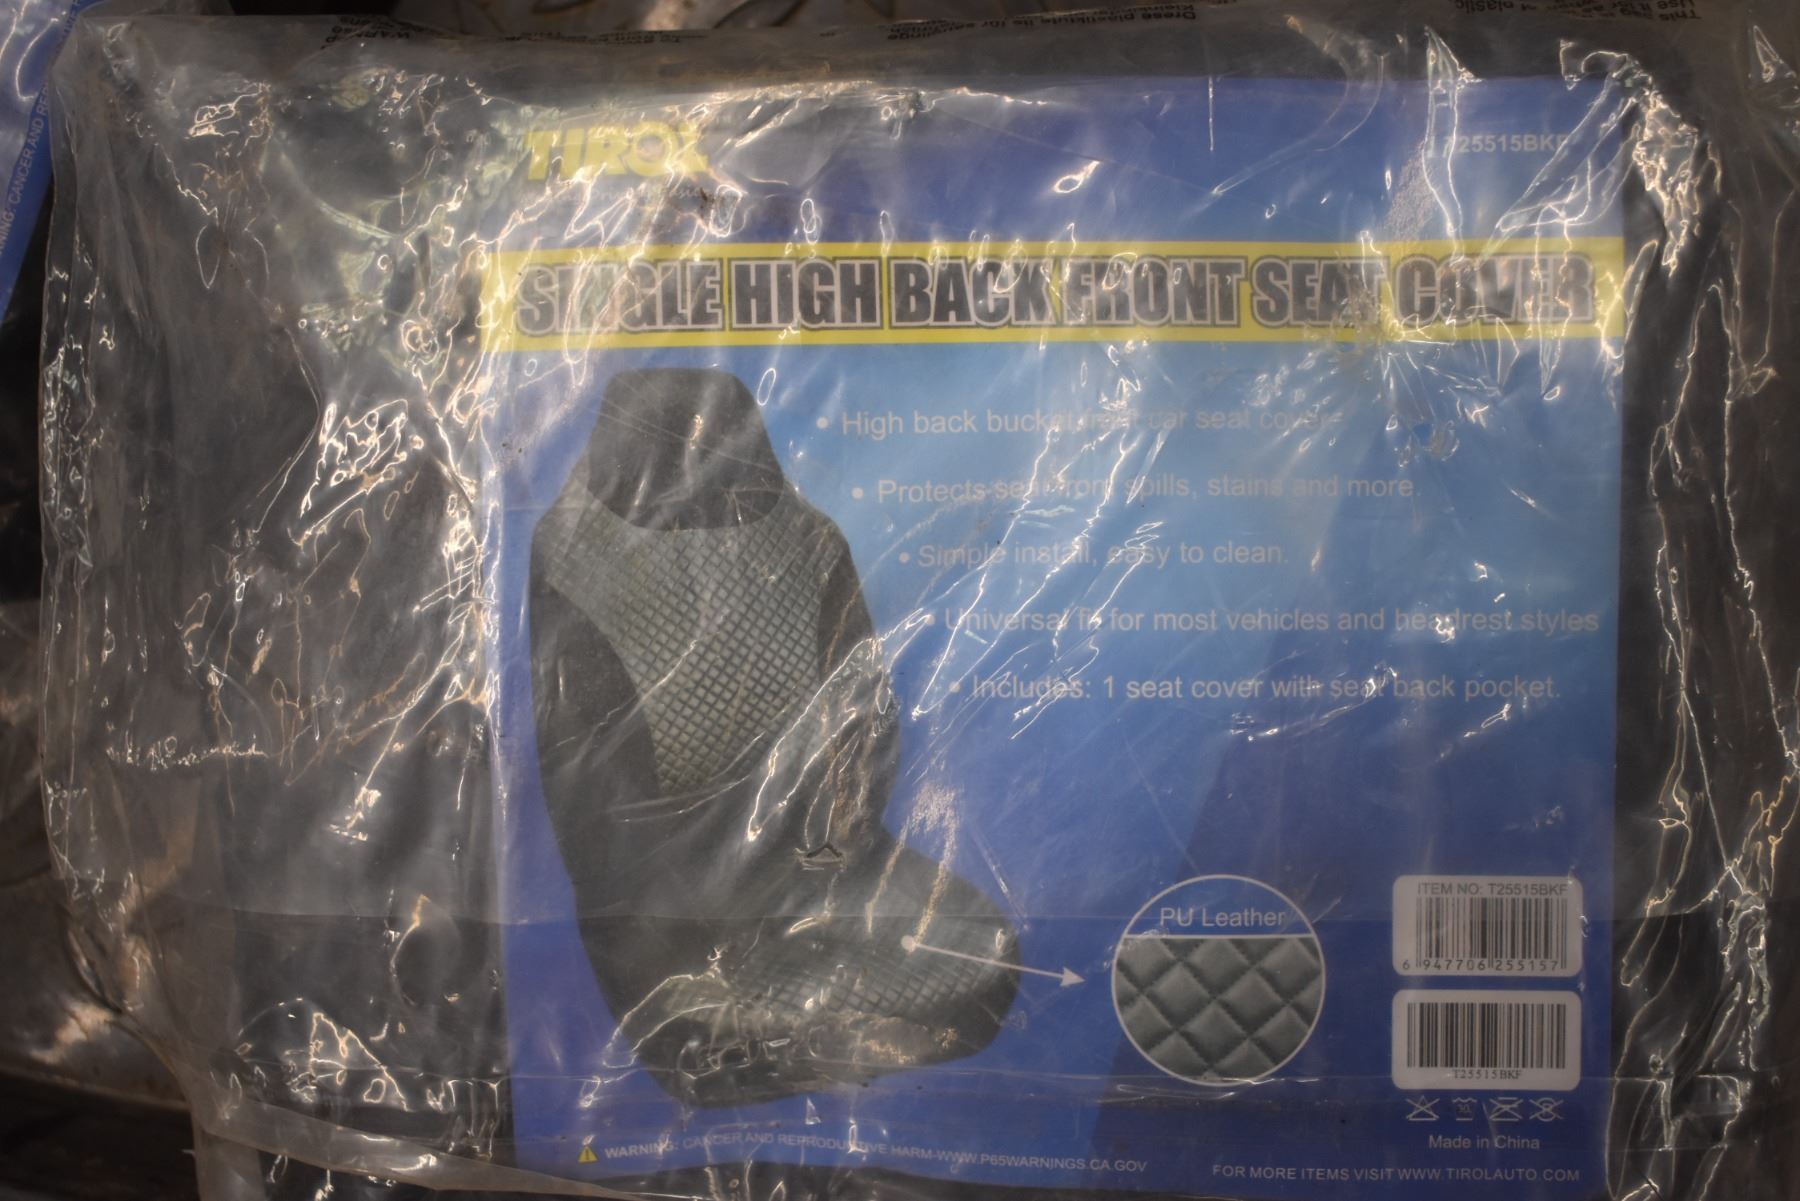 TIROL
T25515BKF
SINGLE HIGH BACK FRONT SEAT COVER
• High back bucket car seat cover
• Protects seat from spills, stains and more.
• Simple install, easy to clean.
• Universal fit for most vehicles and headrest styles
• Includes: 1 seat cover with seat back pocket.
PU Leather
ITEM NO: T25515BKF
6 947706 255157
T25515BKF
Made in China
WARNING: CANCER AND REPRODUCTIVE HARM-WWW.P65WARNINGS.CA.GOV
FOR MORE ITEMS VISIT WWW.TIROLAUTO.COM